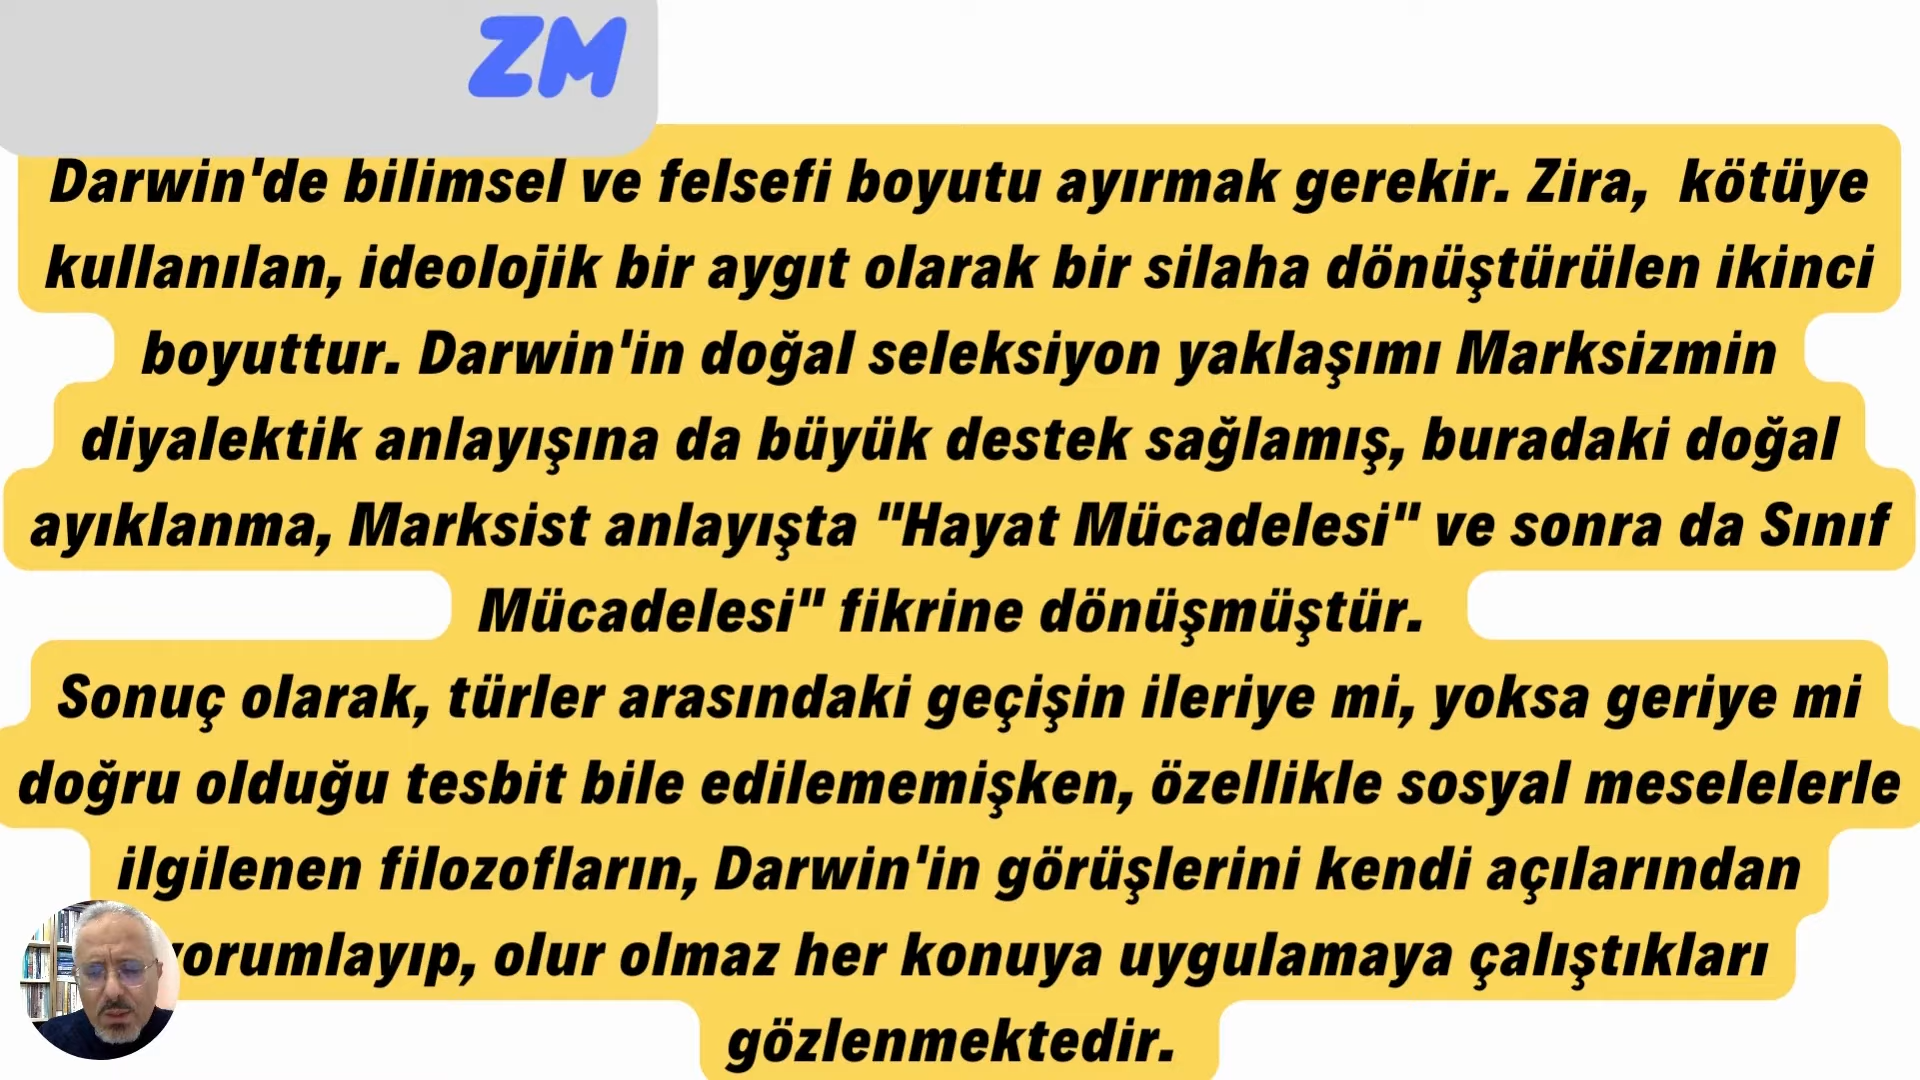 ZM
Darwin'de bilimsel ve felsefi boyutu ayırmak gerekir. Zira, kötüye
kullanılan, ideolojik bir aygıt olarak bir silaha dönüştürülen ikinci
boyuttur. Darwin'in doğal seleksiyon yaklaşımı Marksizmin
diyalektik anlayışına da büyük destek sağlamış, buradaki doğal
ayıklanma, Marksist anlayışta "Hayat Mücadelesi" ve sonra da Sınıf
Mücadelesi" fikrine dönüşmüştür.
Sonuç olarak, türler arasındaki geçişin ileriye mi, yoksa geriye mi
doğru olduğu tesbit bile edilememişken, özellikle sosyal meselelerle
ilgilenen filozofların, Darwin'in görüşlerini kendi açılarından
yorumlayıp, olur olmaz her konuya uygulamaya çalıştıkları
gözlenmektedir.